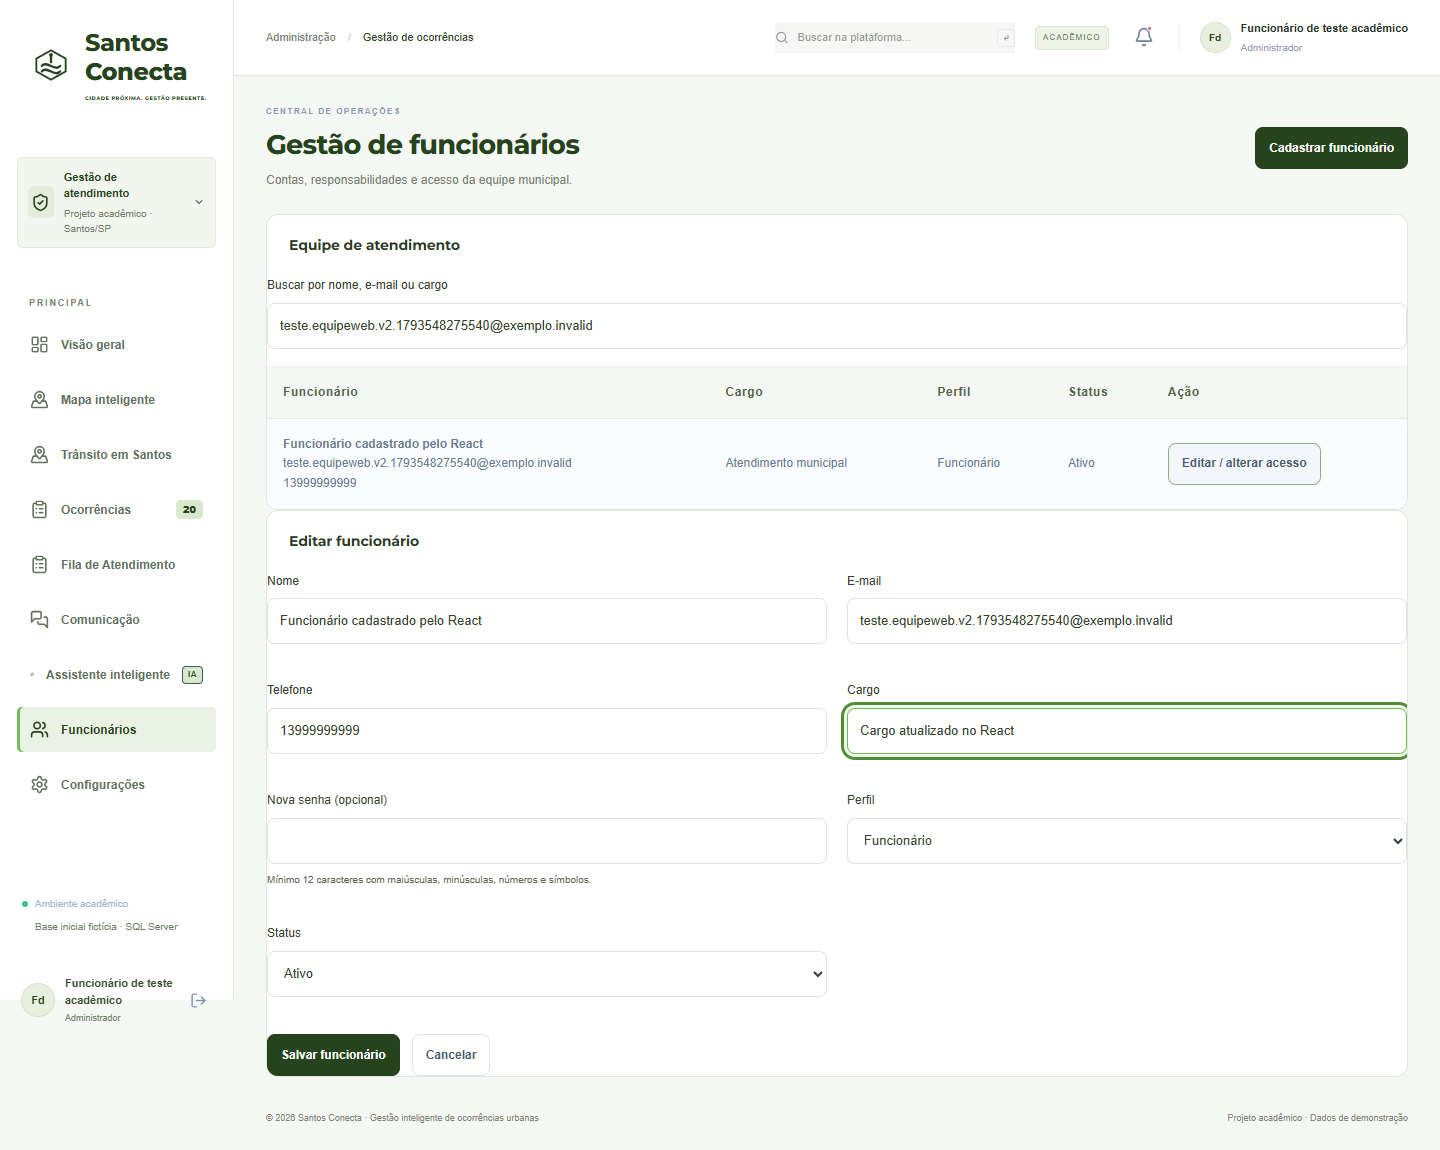 Santos
Conecta
CIDADE PRÓXIMA. GESTÃO PRESENTE.
Gestão de
atendimento
Projeto acadêmico ·
Santos/SP
PRINCIPAL
Visão geral
Mapa inteligente
Trânsito em Santos
Ocorrências 20
Fila de Atendimento
Comunicação
Assistente inteligente IA
Funcionários
Configurações
Ambiente acadêmico
Base inicial fictícia · SQL Server
Fd
Funcionário de teste
acadêmico
Administrador
Administração / Gestão de ocorrências
Buscar na plataforma...
ACADÊMICO
Fd
Funcionário de teste acadêmico
Administrador
CENTRAL DE OPERAÇÕES
Gestão de funcionários
Contas, responsabilidades e acesso da equipe municipal.
Cadastrar funcionário
Equipe de atendimento
Buscar por nome, e-mail ou cargo
teste.equipeweb.v2.1793548275540@exemplo.invalid
Funcionário Cargo Perfil Status Ação
Funcionário cadastrado pelo React
teste.equipeweb.v2.1793548275540@exemplo.invalid
13999999999
Atendimento municipal Funcionário Ativo Editar / alterar acesso
Editar funcionário
Nome
Funcionário cadastrado pelo React
E-mail
teste.equipeweb.v2.1793548275540@exemplo.invalid
Telefone
13999999999
Cargo
Cargo atualizado no React
Nova senha (opcional)
Mínimo 12 caracteres com maiúsculas, minúsculas, números e símbolos.
Perfil
Funcionário
Status
Ativo
Salvar funcionário Cancelar
© 2026 Santos Conecta · Gestão inteligente de ocorrências urbanas
Projeto acadêmico · Dados de demonstração